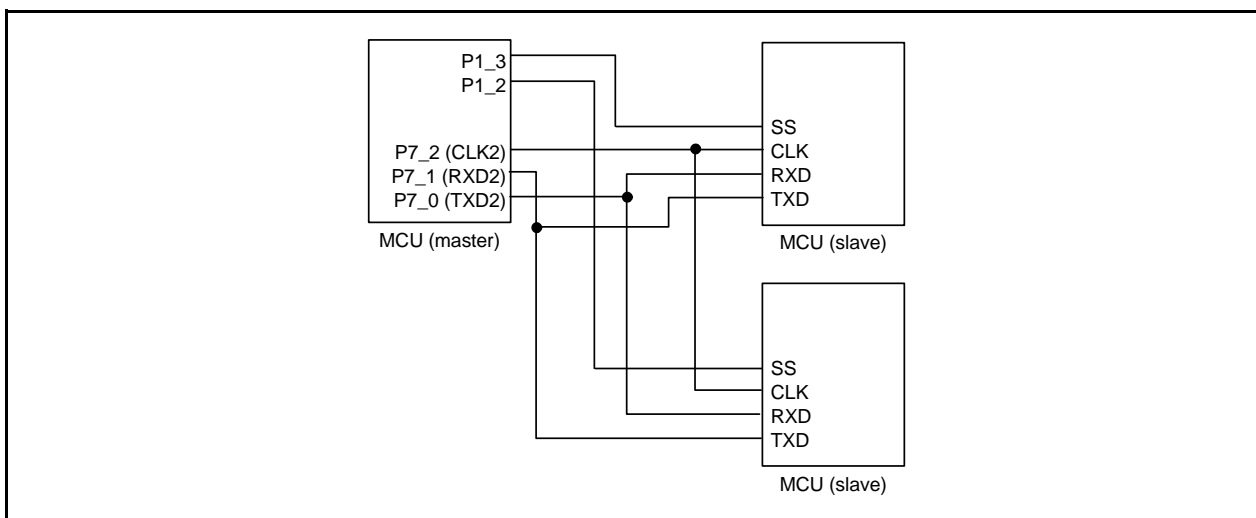 P1_3
P1_2
P7_2 (CLK2)
P7_1 (RXD2)
P7_0 (TXD2)
MCU (master)
SS
CLK
RXD
TXD
MCU (slave)
SS
CLK
RXD
TXD
MCU (slave)